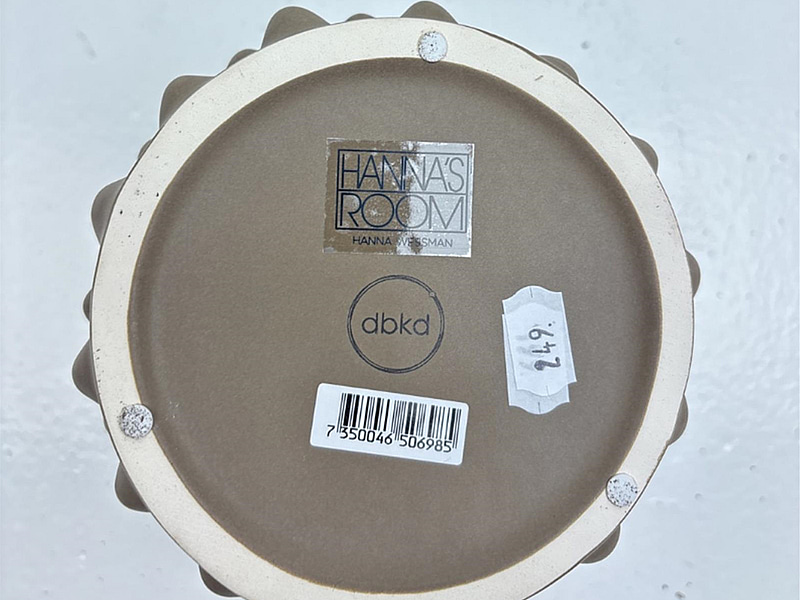 HANNA'S
ROOM
HANNA WESSMAN
dbkd
249.
7 350046 506985